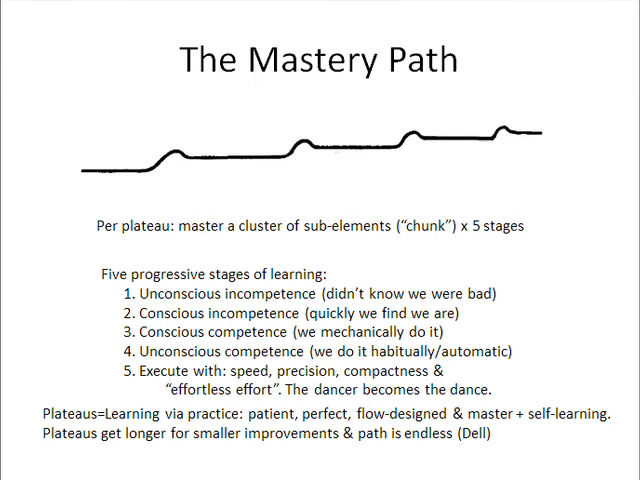 The Mastery Path
Per plateau: master a cluster of sub-elements (“chunk”) x 5 stages
Five progressive stages of learning:
1. Unconscious incompetence (didn’t know we were bad)
2. Conscious incompetence (quickly we find we are)
3. Conscious competence (we mechanically do it)
4. Unconscious competence (we do it habitually/automatic)
5. Execute with: speed, precision, compactness &
“effortless effort”. The dancer becomes the dance.
Plateaus=Learning via practice: patient, perfect, flow-designed & master + self-learning.
Plateaus get longer for smaller improvements & path is endless (Dell)